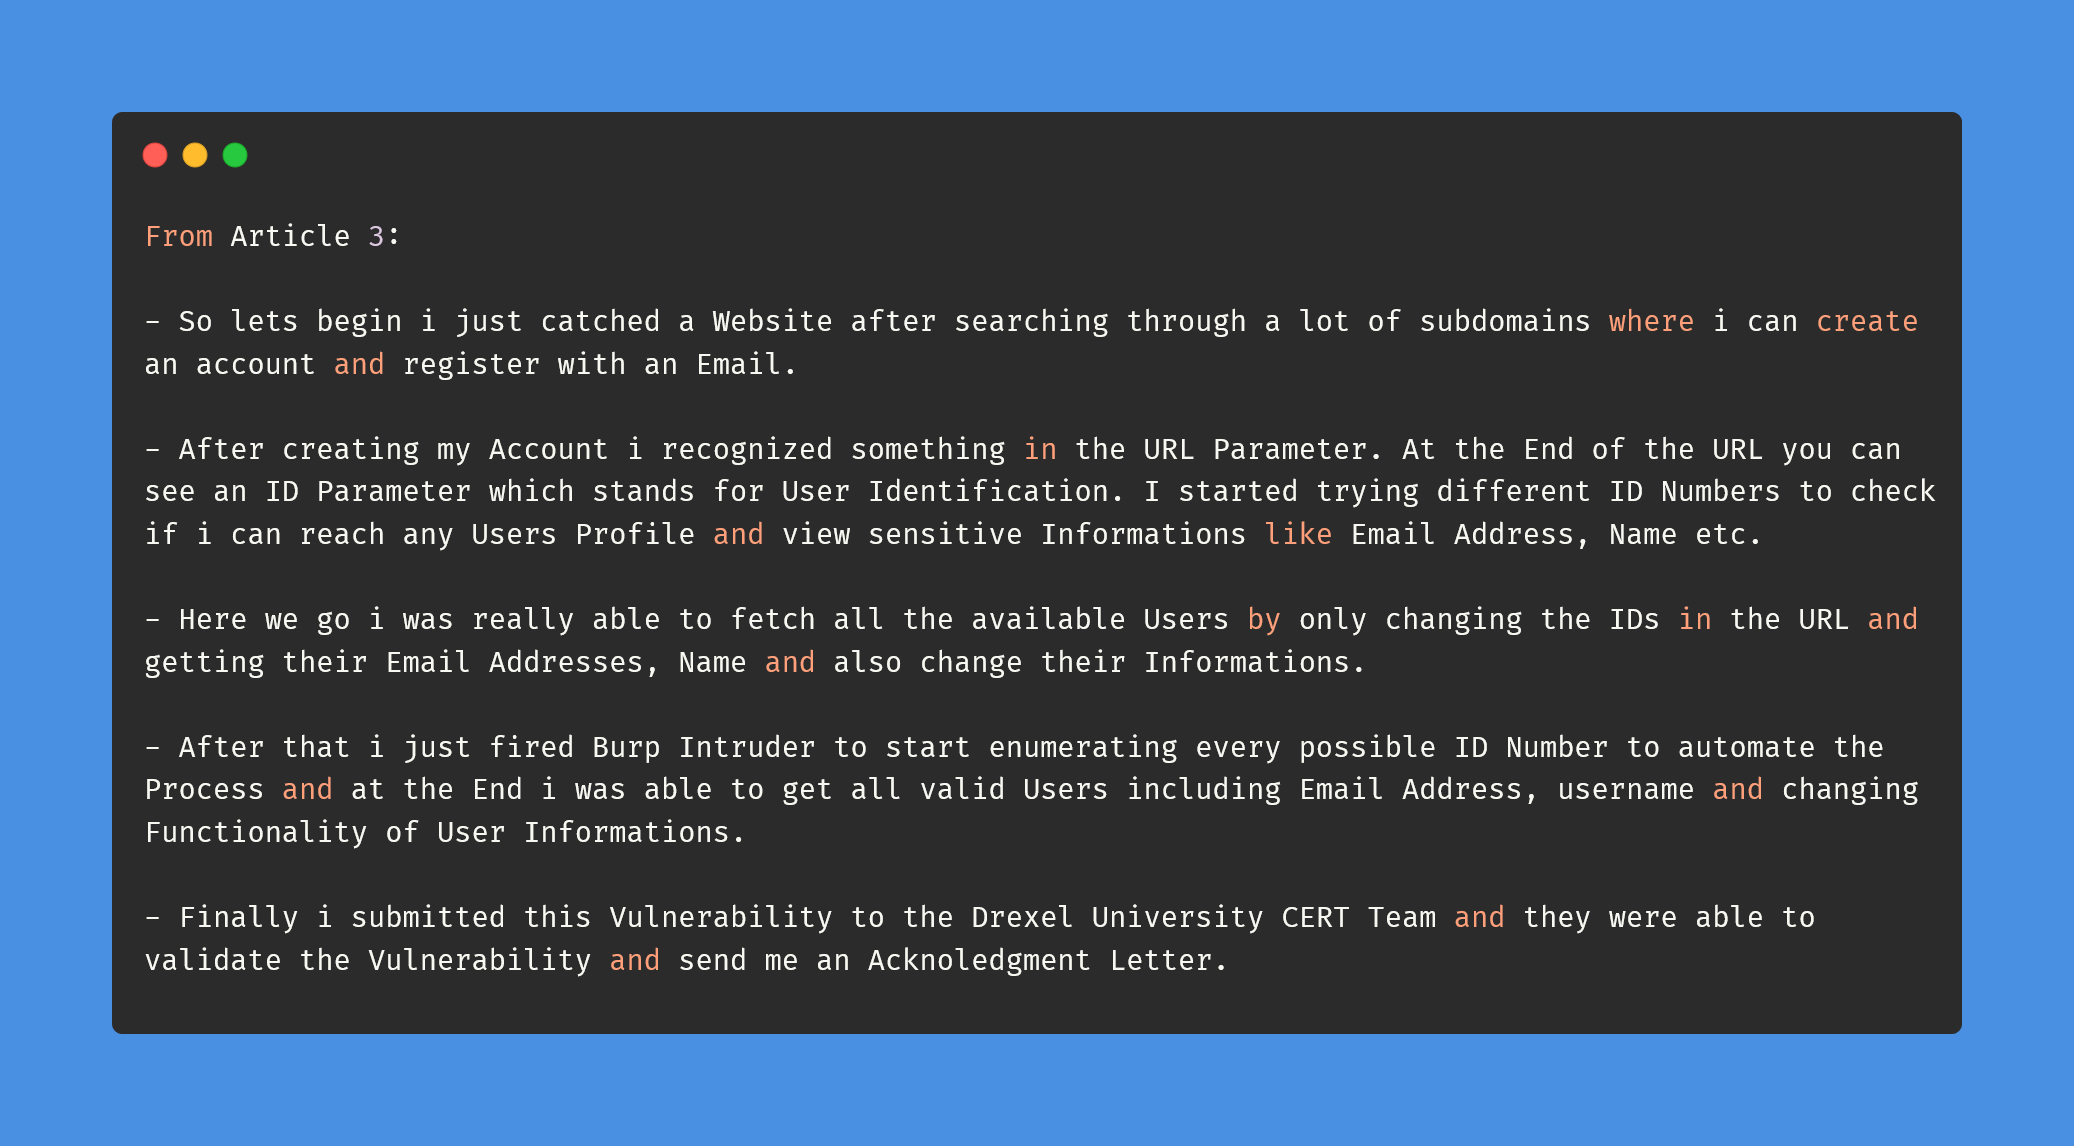 From Article 3:
- So lets begin i just catched a Website after searching through a lot of subdomains where i can create
an account and register with an Email.
- After creating my Account i recognized something in the URL Parameter. At the End of the URL you can
see an ID Parameter which stands for User Identification. I started trying different ID Numbers to check
if i can reach any Users Profile and view sensitive Informations like Email Address, Name etc.
- Here we go i was really able to fetch all the available Users by only changing the IDs in the URL and
getting their Email Addresses, Name and also change their Informations.
- After that i just fired Burp Intruder to start enumerating every possible ID Number to automate the
Process and at the End i was able to get all valid Users including Email Address, username and changing
Functionality of User Informations.
- Finally i submitted this Vulnerability to the Drexel University CERT Team and they were able to
validate the Vulnerability and send me an Acknoledgment Letter.